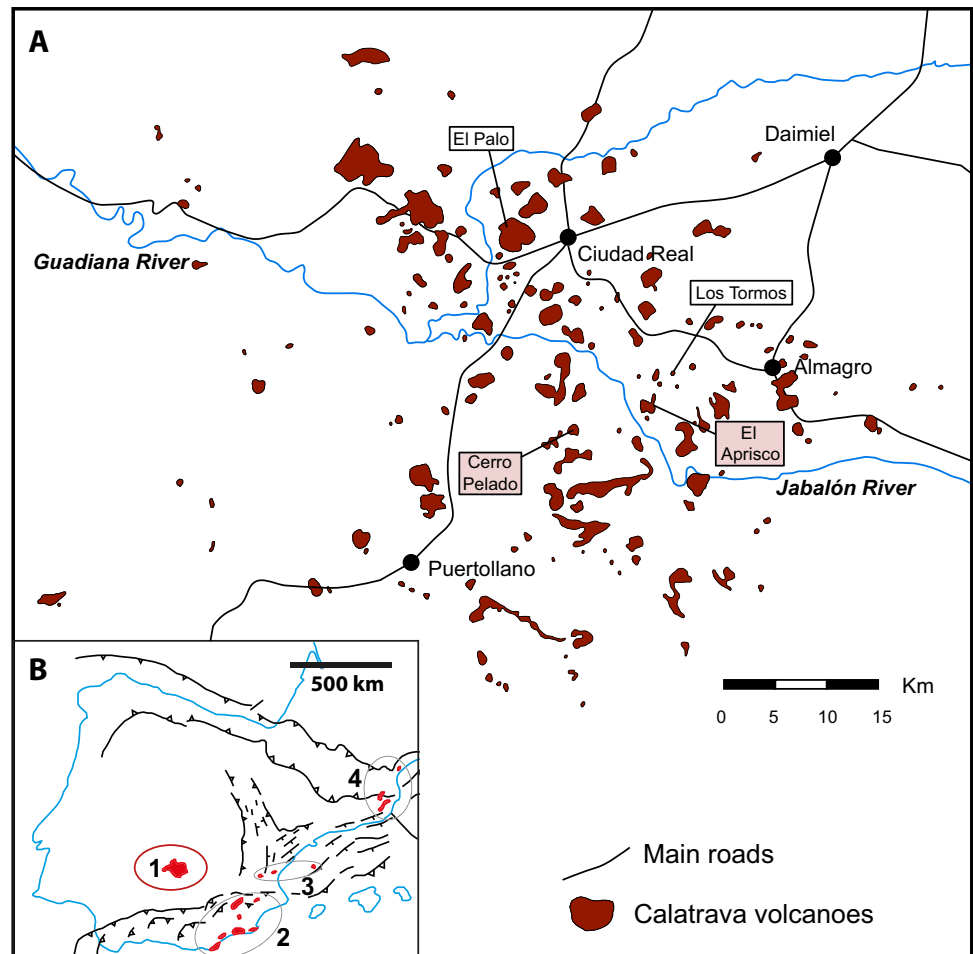 A
El Palo
Daimiel
Guadiana River
Ciudad Real
Los Tormos
Almagro
El
Aprisco
Cerro
Pelado
Jabalón River
Puertollano
B
500 km
Km
0 5 10 15
4
1
3
2
Main roads
Calatrava volcanoes